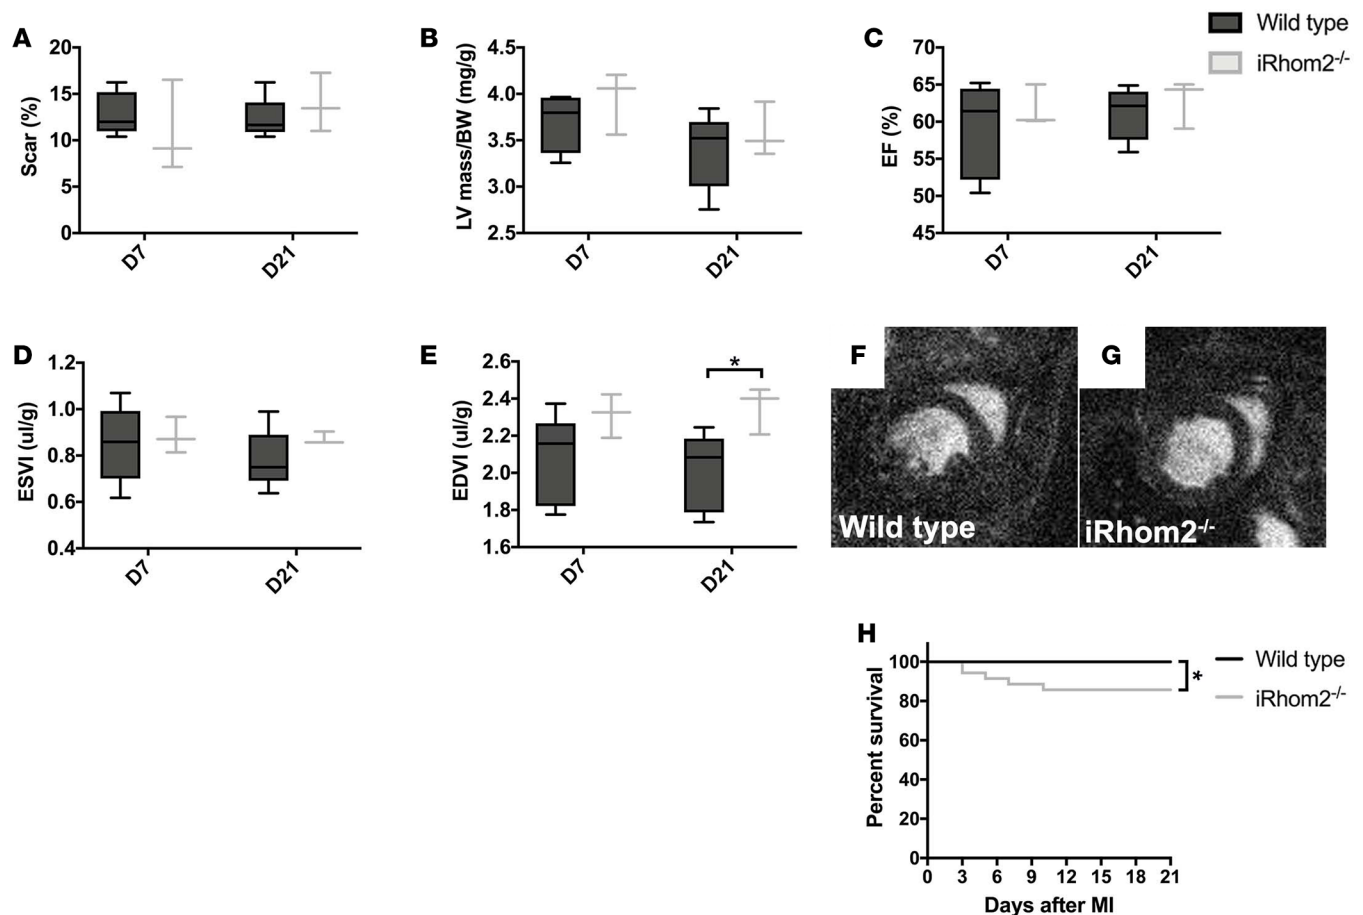 A
Scar (%)
20
15
10
5
0
D7
D21
B
LV mass/BW (mg/g)
4.5
4.0
3.5
3.0
2.5
D7
D21
C
EF (%)
70
65
60
55
50
45
D7
D21
Wild type
iRhom2-/-
D
ESVI (ul/g)
1.2
1.0
0.8
0.6
0.4
D7
D21
E
EDVI (ul/g)
2.6
2.4
2.2
2.0
1.8
1.6
*
D7
D21
F
Wild type
G
iRhom2-/-
H
Percent survival
100
80
60
40
20
0
0 3 6 9 12 15 18 21
Days after MI
*
Wild type
iRhom2-/-